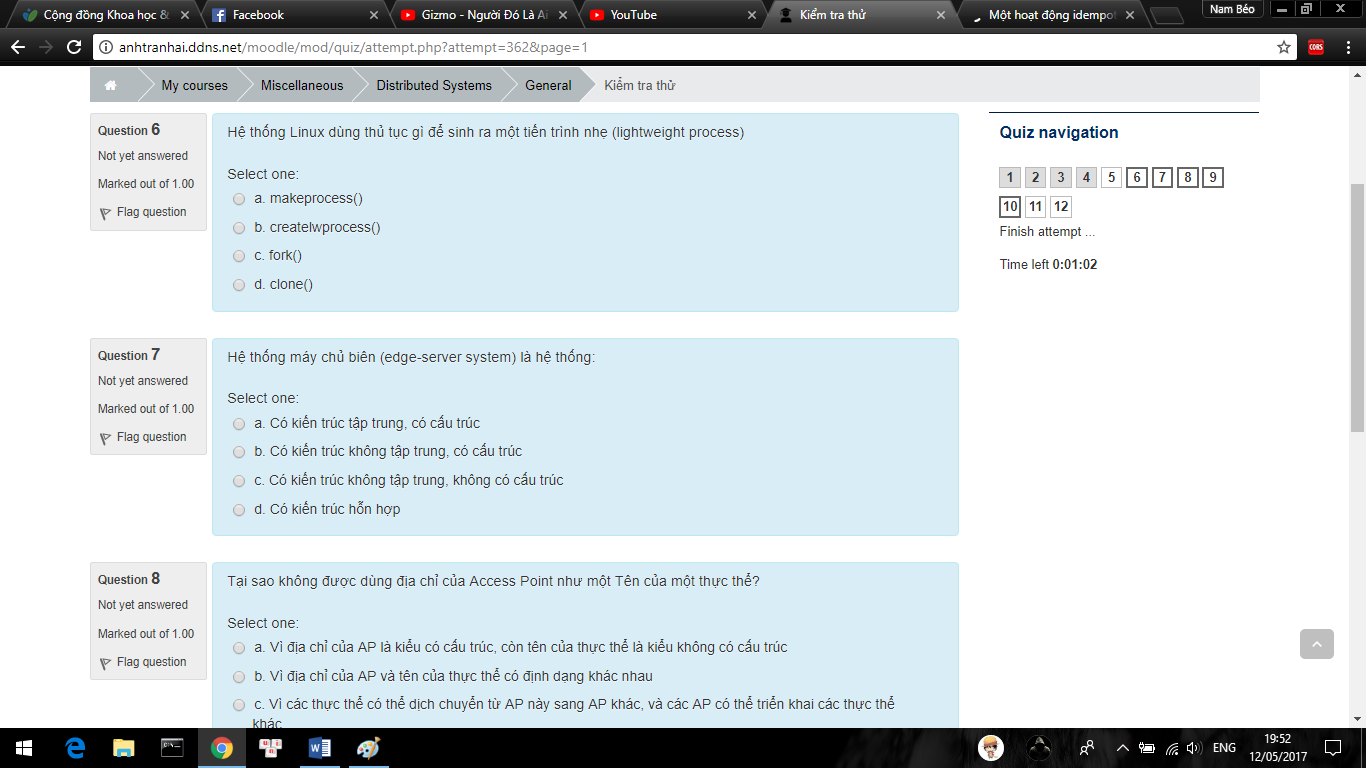 Cộng đồng Khoa học &
Facebook
Gizmo - Người Đó Là Ai
YouTube
Kiểm tra thử
Một hoạt động idempot
Nam Béo
anhtranhai.ddns.net/moodle/mod/quiz/attempt.php?attempt=362&page=1
CORS
My courses
Miscellaneous
Distributed Systems
General
Kiểm tra thử
Question 6
Not yet answered
Marked out of 1.00
Flag question
Hệ thống Linux dùng thủ tục gì để sinh ra một tiến trình nhẹ (lightweight process)
Select one:
a. makeprocess()
b. createlwprocess()
c. fork()
d. clone()
Question 7
Not yet answered
Marked out of 1.00
Flag question
Hệ thống máy chủ biên (edge-server system) là hệ thống:
Select one:
a. Có kiến trúc tập trung, có cấu trúc
b. Có kiến trúc không tập trung, có cấu trúc
c. Có kiến trúc không tập trung, không có cấu trúc
d. Có kiến trúc hỗn hợp
Question 8
Not yet answered
Marked out of 1.00
Flag question
Tại sao không được dùng địa chỉ của Access Point như một Tên của một thực thể?
Select one:
a. Vì địa chỉ của AP là kiểu có cấu trúc, còn tên của thực thể là kiểu không có cấu trúc
b. Vì địa chỉ của AP và tên của thực thể có định dạng khác nhau
c. Vì các thực thể có thể dịch chuyển từ AP này sang AP khác, và các AP có thể triển khai các thực thể
khác
Quiz navigation
1 2 3 4 5 6 7 8 9
10 11 12
Finish attempt ...
Time left 0:01:02
ENG
19:52
12/05/2017